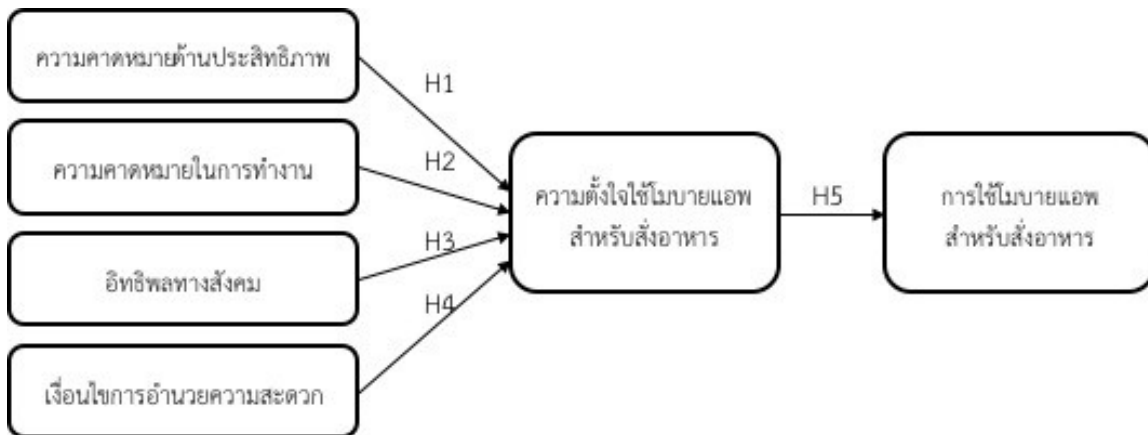 ความคาดหมายด้านประสิทธิภาพ
H1
ความคาดหมายในการทำงาน
H2
ความตั้งใจใช้โมบายแอพ
สำหรับสั่งอาหาร
H5
การใช้โมบายแอพ
สำหรับสั่งอาหาร
H3
อิทธิพลทางสังคม
H4
เงื่อนไขการอำนวยความสะดวก